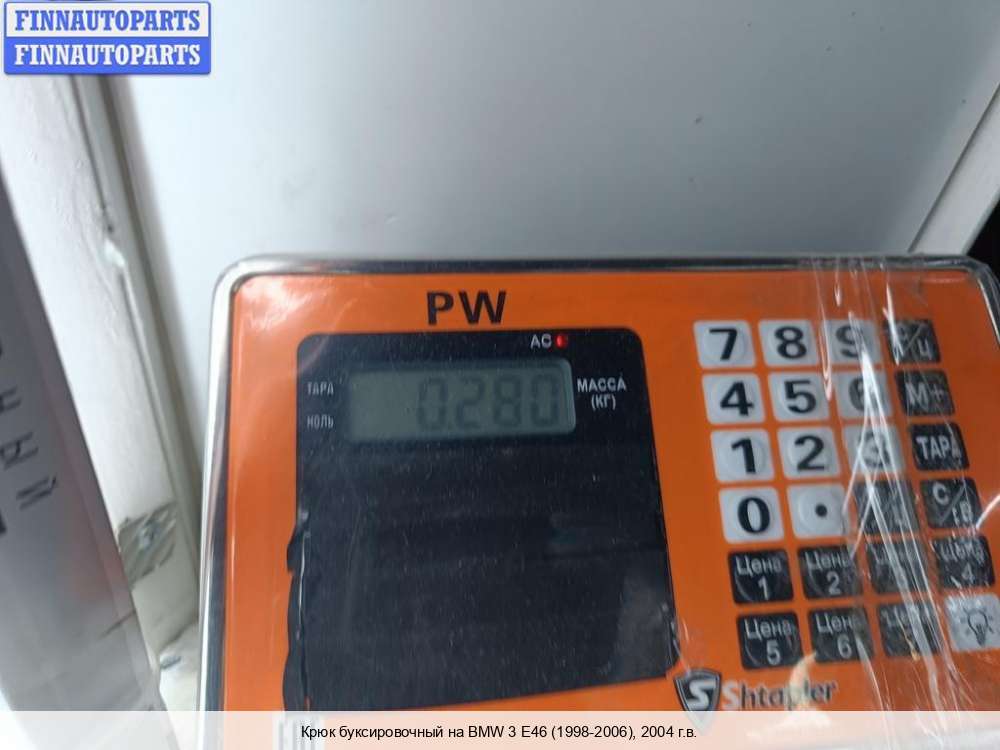 FINNAUTOPARTS
FINNAUTOPARTS
PW
AC
ТАРА
НОЛЬ
0.280
МАССА
(КГ)
7 8 9
4 5 6 М+
1 2 3 ТАРА
0 . С
Цена 1 Цена 2 Цена 4
Цена 5 Цена 6
Shtapler
Крюк буксировочный на BMW 3 E46 (1998-2006), 2004 г.в.